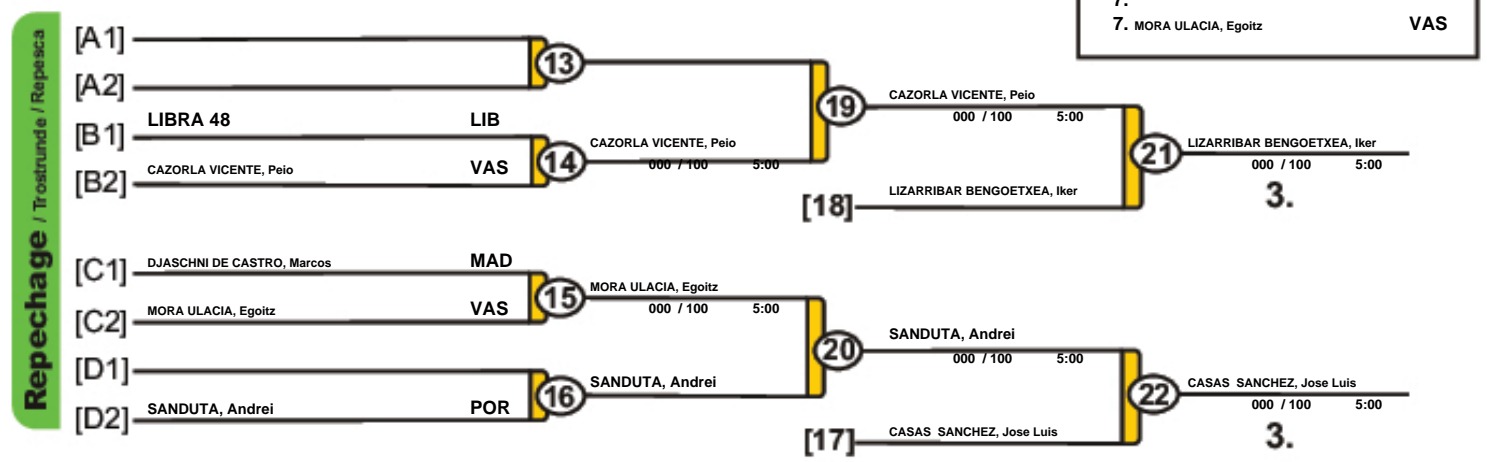 7.
7. MORA ULACIA, Egoitz VAS
Repechage / Trostrunde / Repesca
[A1]
13
[A2]
19
CAZORLA VICENTE, Peio
000 / 100 5:00
[B1] LIBRA 48 LIB
14
CAZORLA VICENTE, Peio
000 / 100 5:00
[B2] CAZORLA VICENTE, Peio VAS
21
LIZARRIBAR BENGOETXEA, Iker
000 / 100 5:00
3.
[18] LIZARRIBAR BENGOETXEA, Iker
[C1] DJASCHNI DE CASTRO, Marcos MAD
15
MORA ULACIA, Egoitz
000 / 100 5:00
[C2] MORA ULACIA, Egoitz VAS
20
SANDUTA, Andrei
000 / 100 5:00
[D1]
16
SANDUTA, Andrei
[D2] SANDUTA, Andrei POR
22
CASAS SANCHEZ, Jose Luis
000 / 100 5:00
3.
[17] CASAS SANCHEZ, Jose Luis